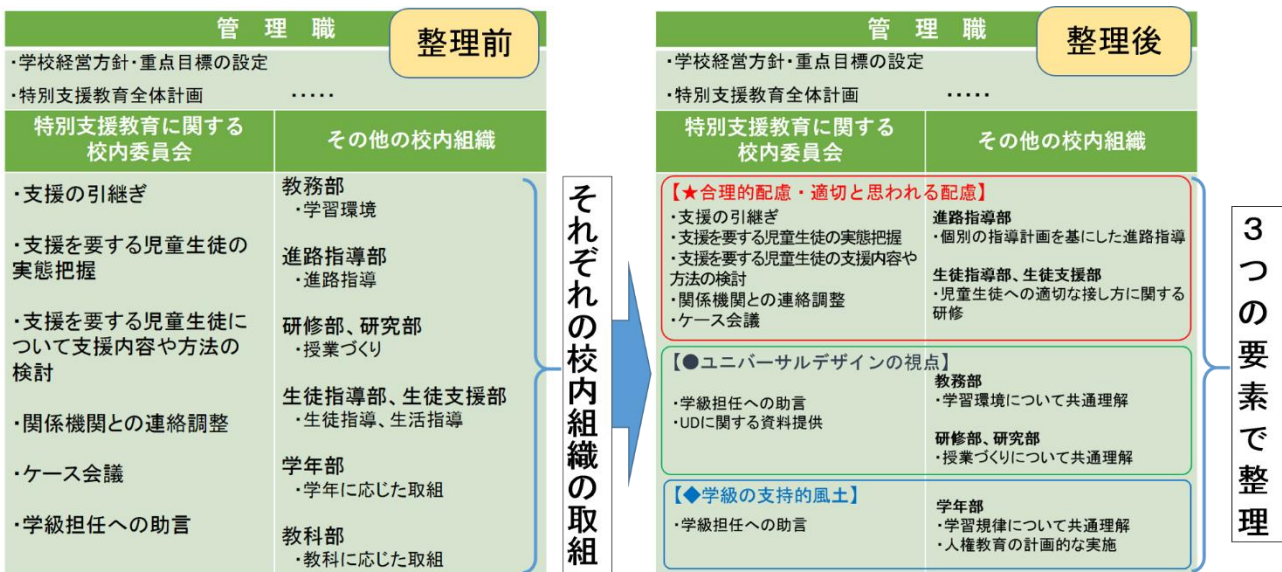 管 理 職
整理前
・学校経営方針・重点目標の設定
・特別支援教育全体計画 ・・・・・
特別支援教育に関する
校内委員会
その他の校内組織
・支援の引継ぎ
・支援を要する児童生徒の
実態把握
・支援を要する児童生徒に
ついて支援内容や方法の
検討
・関係機関との連絡調整
・ケース会議
・学級担任への助言
教務部
・学習環境
進路指導部
・進路指導
研修部、研究部
・授業づくり
生徒指導部、生徒支援部
・生徒指導、生活指導
学年部
・学年に応じた取組
教科部
・教科に応じた取組
それぞれの校内組織の取組
管 理 職
整理後
・学校経営方針・重点目標の設定
・特別支援教育全体計画 ・・・・・
特別支援教育に関する
校内委員会
その他の校内組織
【★合理的配慮・適切と思われる配慮】
・支援の引継ぎ
・支援を要する児童生徒の実態把握
・支援を要する児童生徒の支援内容や
方法の検討
・関係機関との連絡調整
・ケース会議
進路指導部
・個別の指導計画を基にした進路指導
生徒指導部、生徒支援部
・児童生徒への適切な接し方に関する
研修
【●ユニバーサルデザインの視点】
・学級担任への助言
・UDに関する資料提供
教務部
・学習環境について共通理解
研修部、研究部
・授業づくりについて共通理解
【◆学級の支持的風土】
・学級担任への助言
学年部
・学習規律について共通理解
・人権教育の計画的な実施
3つの要素で整理